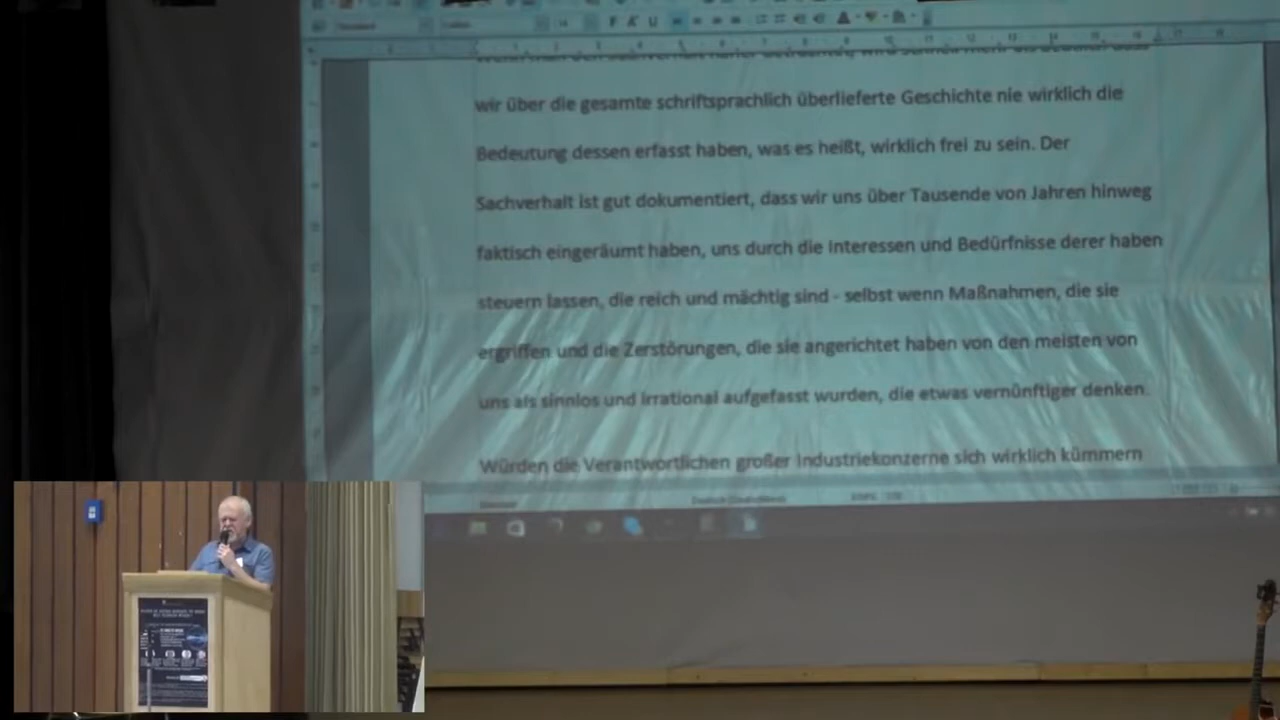 wir über die gesamte schriftsprachlich überlieferte Geschichte nie wirklich die
Bedeutung dessen erfasst haben, was es heißt, wirklich frei zu sein. Der
Sachverhalt ist gut dokumentiert, dass wir uns über Tausende von Jahren hinweg
faktisch eingeräumt haben, uns durch die Interessen und Bedürfnisse derer haben
steuern lassen, die reich und mächtig sind - selbst wenn Maßnahmen, die sie
ergriffen und die Zerstörungen, die sie angerichtet haben von den meisten von
uns als sinnlos und irrational aufgefasst wurden, die etwas vernünftiger denken.
Würden die Verantwortlichen großer Industriekonzerne sich wirklich kümmern